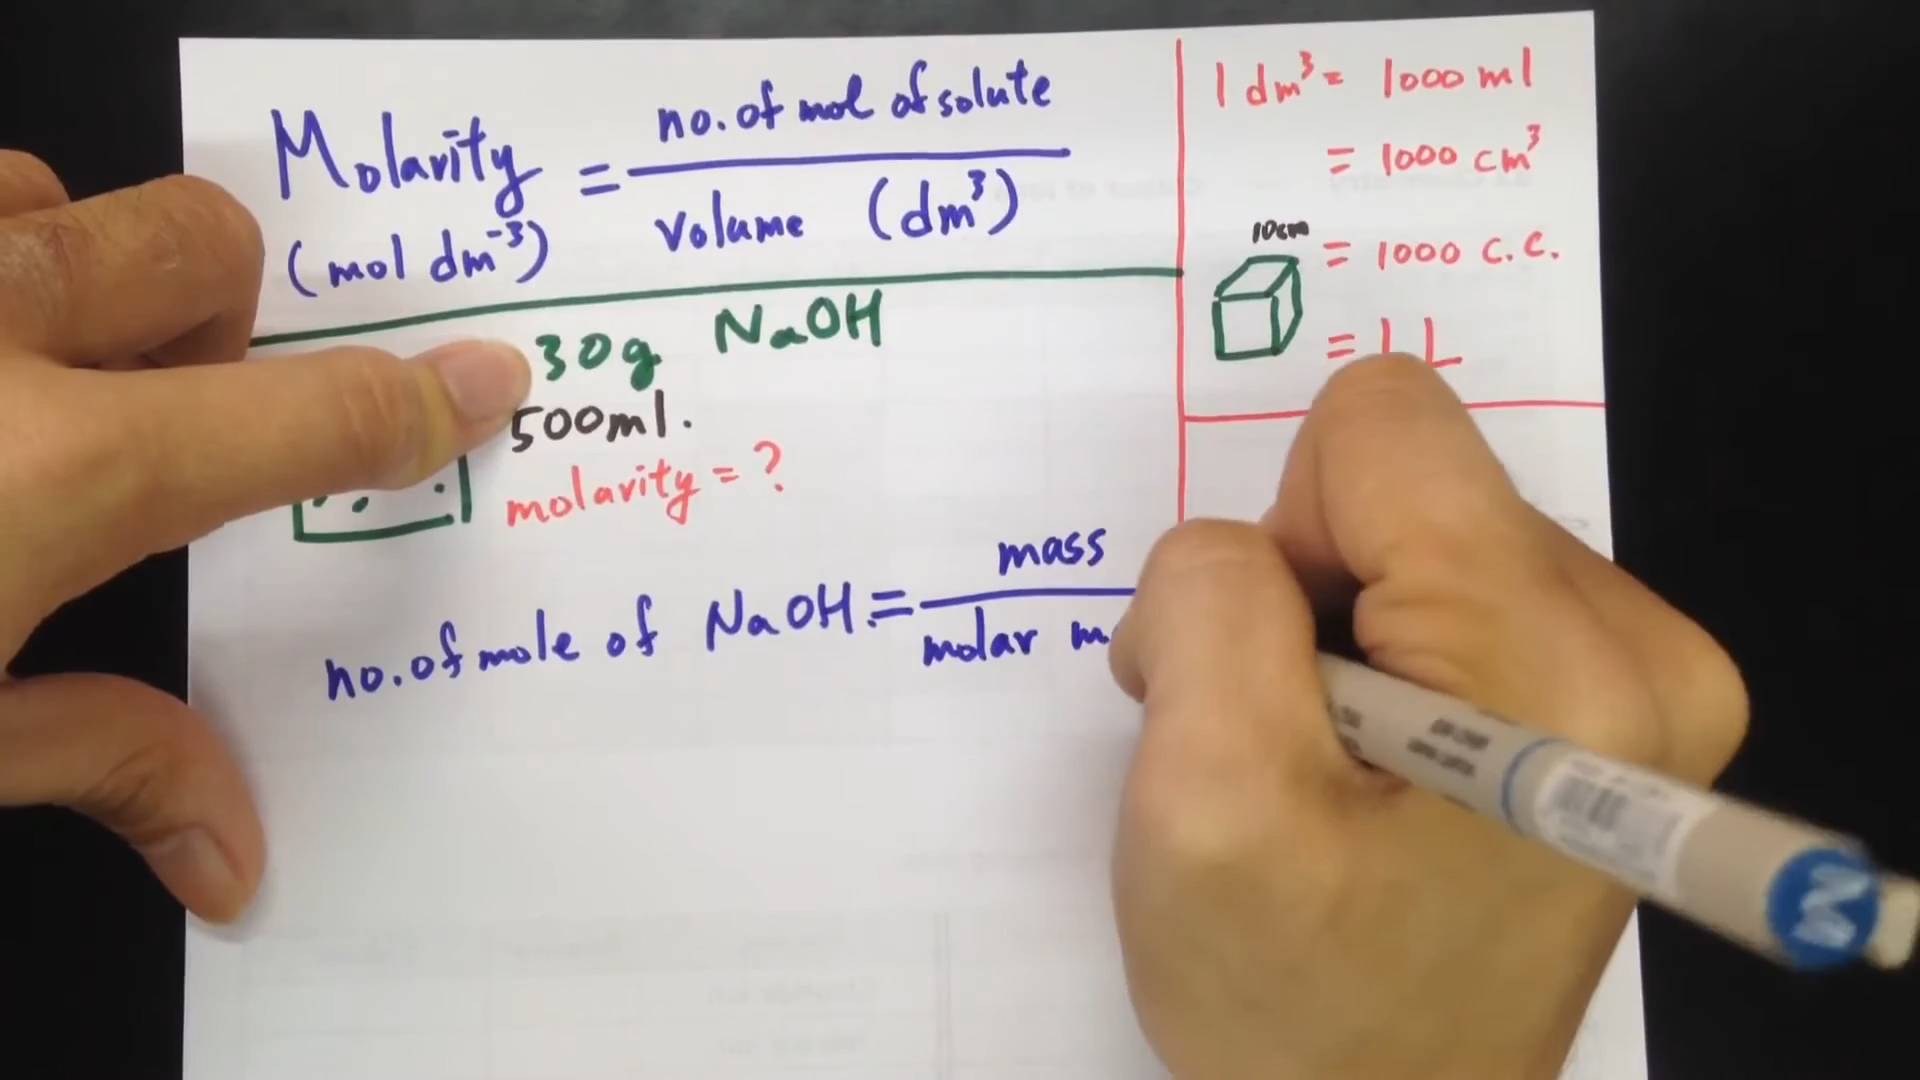 Molarity = no. of mol of solute
volume (dm³)
(mol dm⁻³)
1 dm³ = 1000 ml
= 1000 cm³
10cm
= 1000 c.c.
= 1 L
30g NaOH
500ml.
molarity = ?
no. of mole of NaOH = mass
molar m